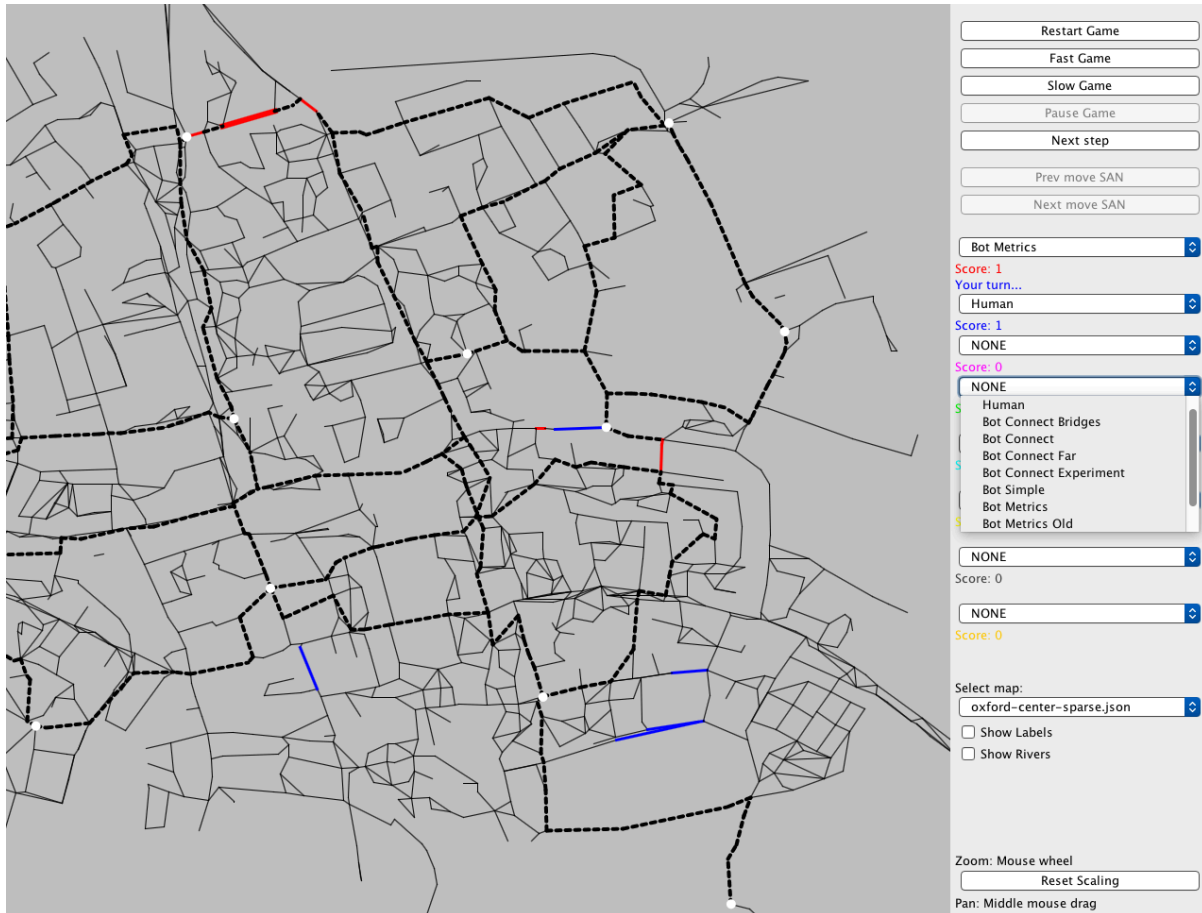 Restart Game
Fast Game
Slow Game
Pause Game
Next step
Prev move SAN
Next move SAN
Bot Metrics
Score: 1
Your turn...
Human
Score: 1
NONE
Score: 0
NONE
Human
Bot Connect Bridges
Bot Connect
Bot Connect Far
Bot Connect Experiment
Bot Simple
Bot Metrics
Bot Metrics Old
NONE
Score: 0
NONE
Score: 0
Select map:
oxford-center-sparse.json
Show Labels
Show Rivers
Zoom: Mouse wheel
Reset Scaling
Pan: Middle mouse drag